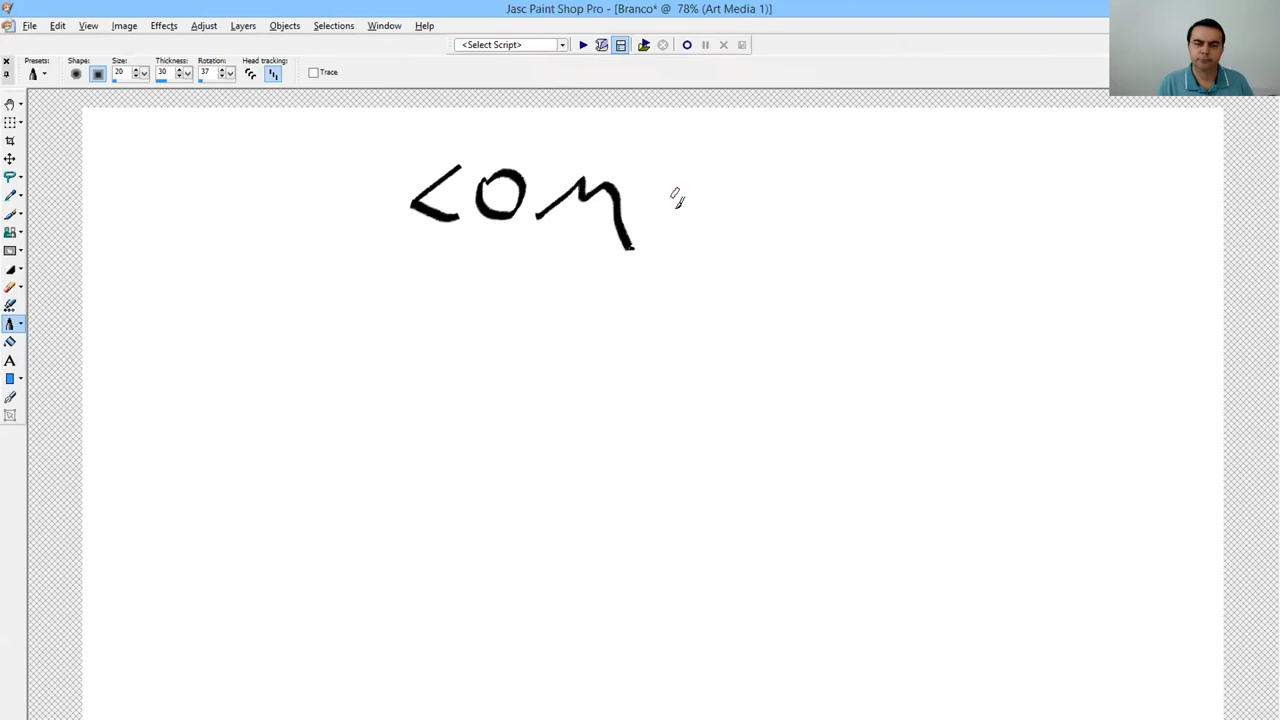 Jasc Paint Shop Pro - [Branco* @ 78% (Art Media 1)]
File Edit View Image Effects Adjust Layers Objects Selections Window Help
<Select Script>
Presets: Shape: Size: Thickness: Rotation: Head tracking:
20 30 37 Trace
COM